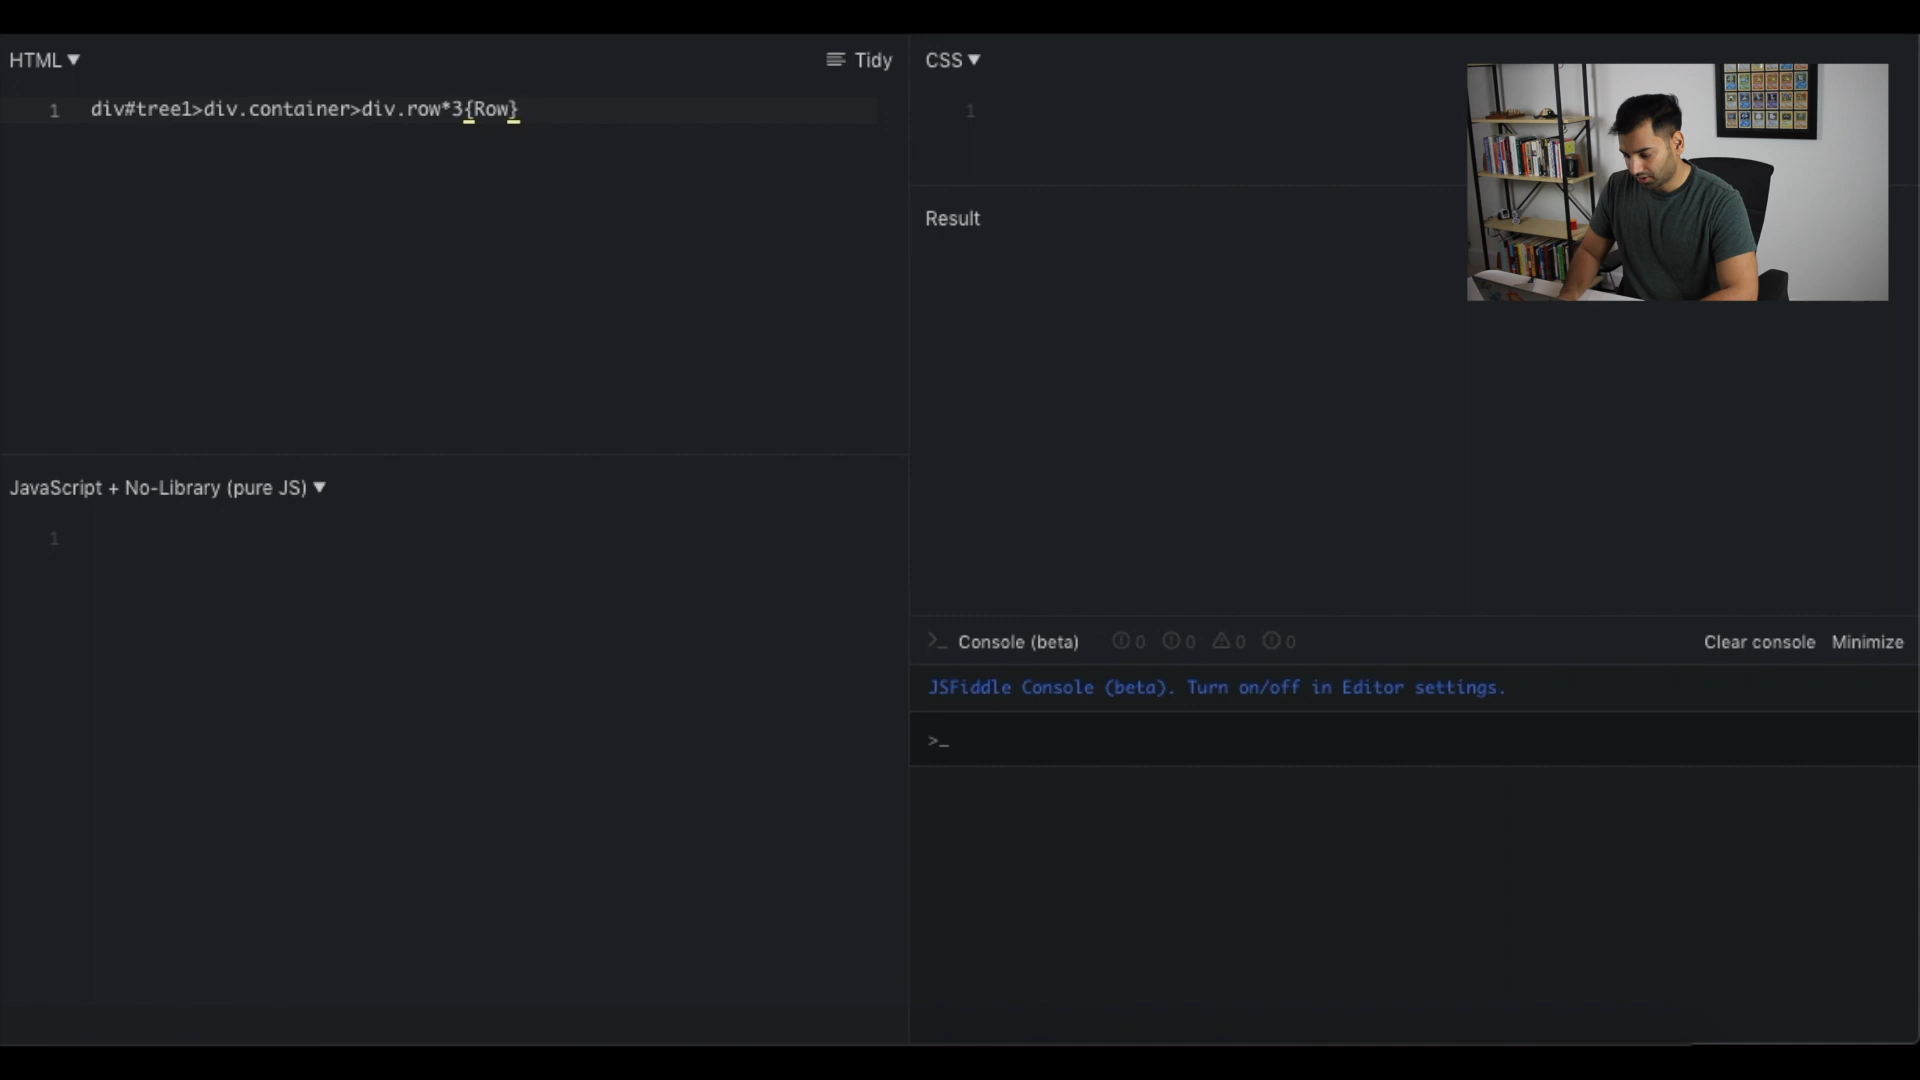 HTML ▼
Tidy
1 div#tree1>div.container>div.row*3{Row}
JavaScript + No-Library (pure JS) ▼
1
CSS ▼
1
Result
>_ Console (beta) 0 0 0 0
Clear console Minimize
JSFiddle Console (beta). Turn on/off in Editor settings.
>_